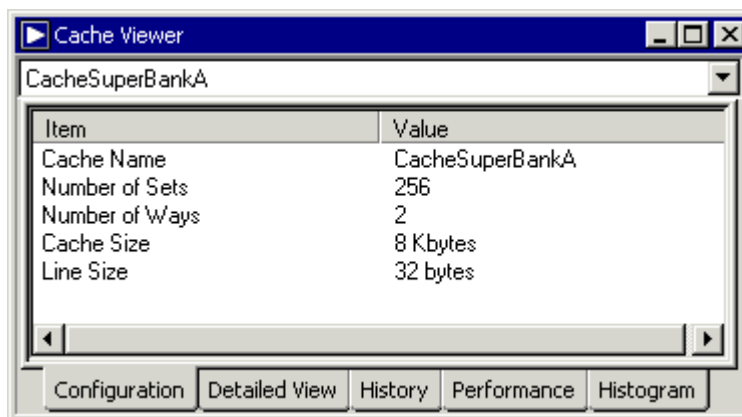 Cache Viewer
CacheSuperBankA
Item Value
Cache Name CacheSuperBankA
Number of Sets 256
Number of Ways 2
Cache Size 8 Kbytes
Line Size 32 bytes
Configuration Detailed View History Performance Histogram